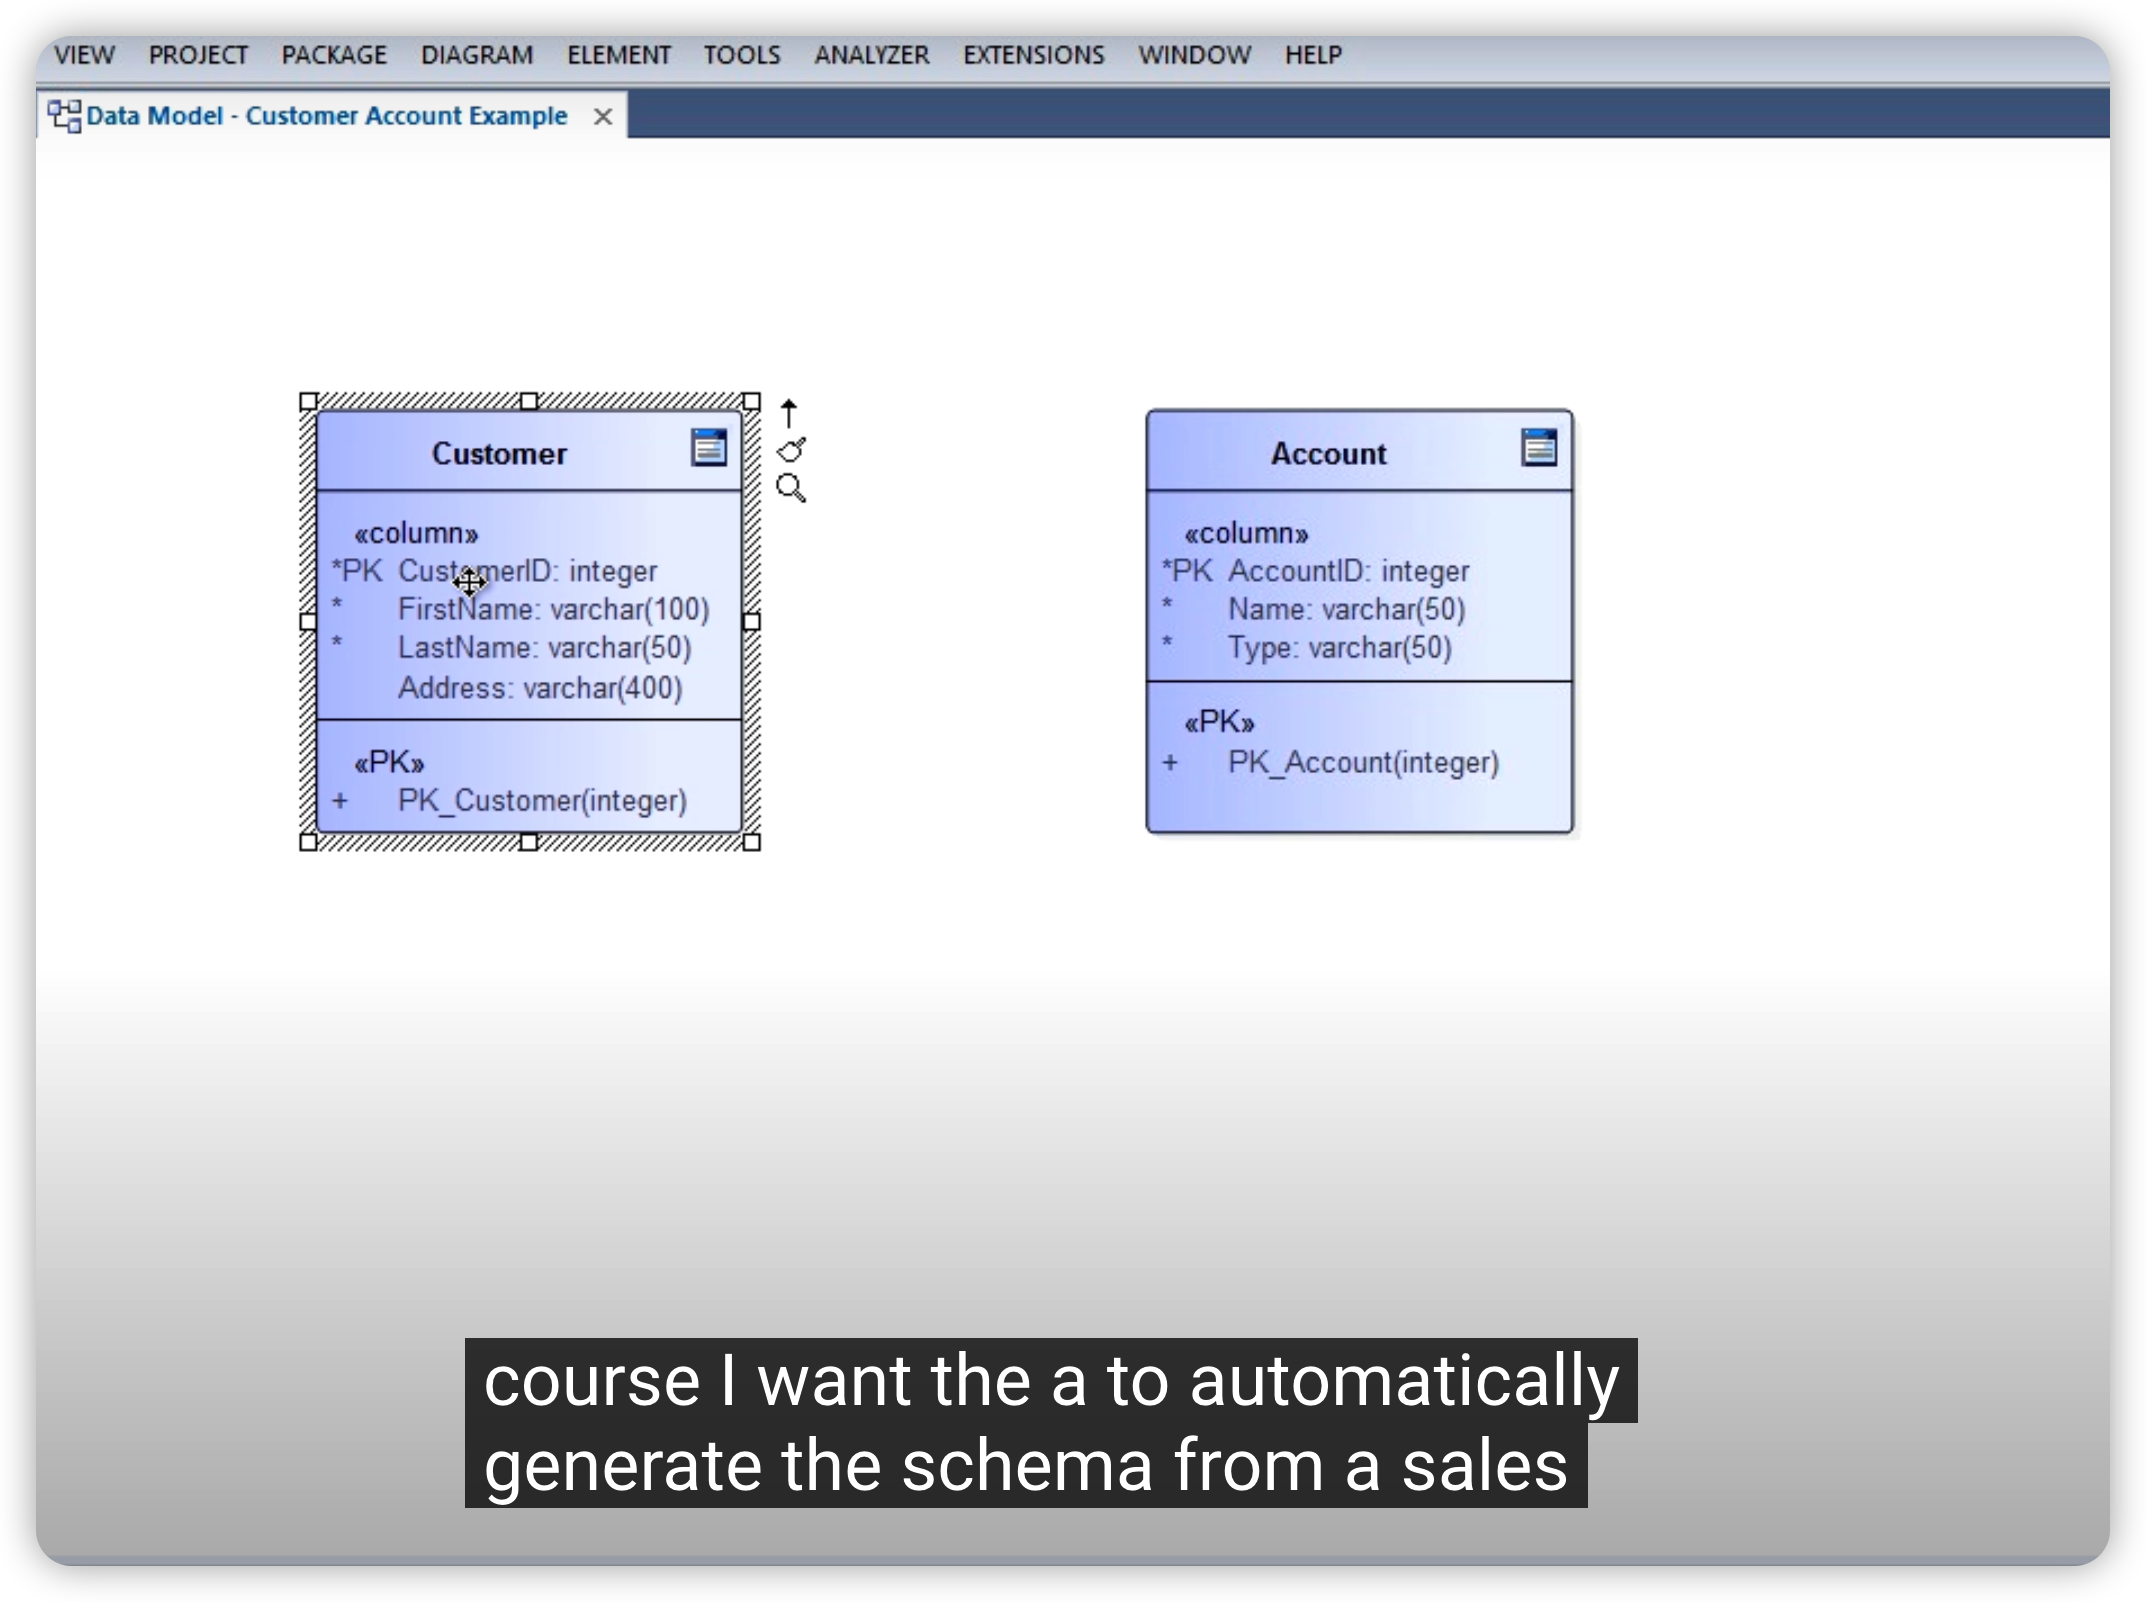 VIEW PROJECT PACKAGE DIAGRAM ELEMENT TOOLS ANALYZER EXTENSIONS WINDOW HELP
Data Model - Customer Account Example
Customer
«column»
*PK CustomerID: integer
* FirstName: varchar(100)
* LastName: varchar(50)
Address: varchar(400)
«PK»
+ PK_Customer(integer)
Account
«column»
*PK AccountID: integer
* Name: varchar(50)
* Type: varchar(50)
«PK»
+ PK_Account(integer)
course I want the a to automatically
generate the schema from a sales